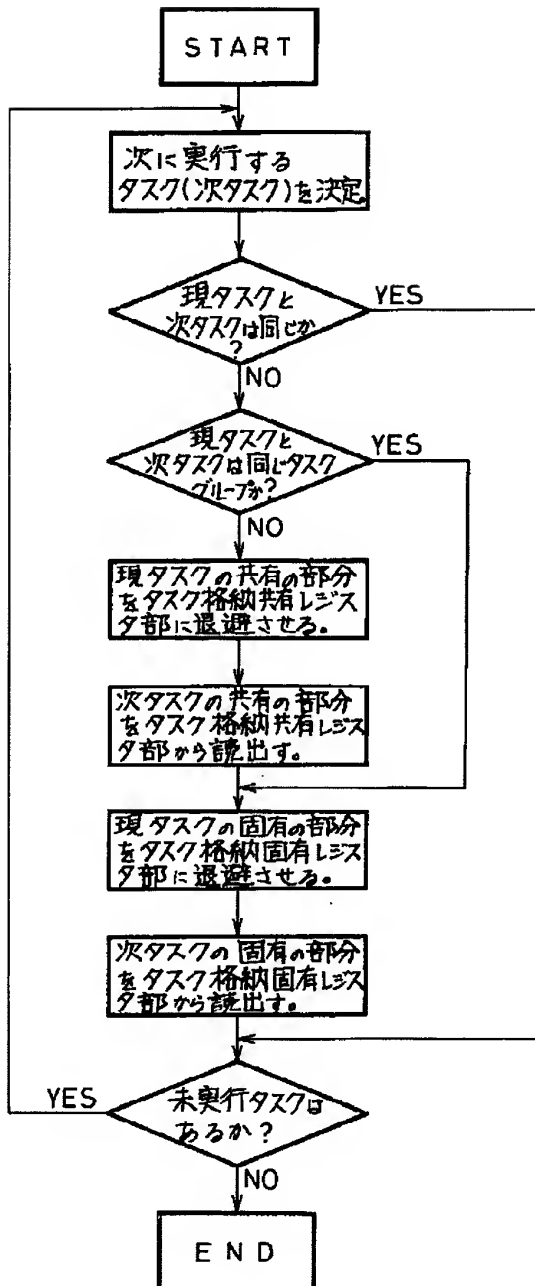 START
次に実行する
タスク(次タスク)を決定。
現タスクと
次タスクは同じか
?
YES
NO
現タスクと
次タスクは同じタスク
グループか?
YES
NO
現タスクの共有の部分
をタスク格納共有レジス
タ部に退避させる。
次タスクの共有の部分
をタスク格納共有レジス
タ部から読出す。
現タスクの固有の部分
をタスク格納固有レジス
タ部に退避させる。
次タスクの固有の部分
をタスク格納固有レジス
タ部から読出す。
YES
未実行タスクは
あるか?
NO
END